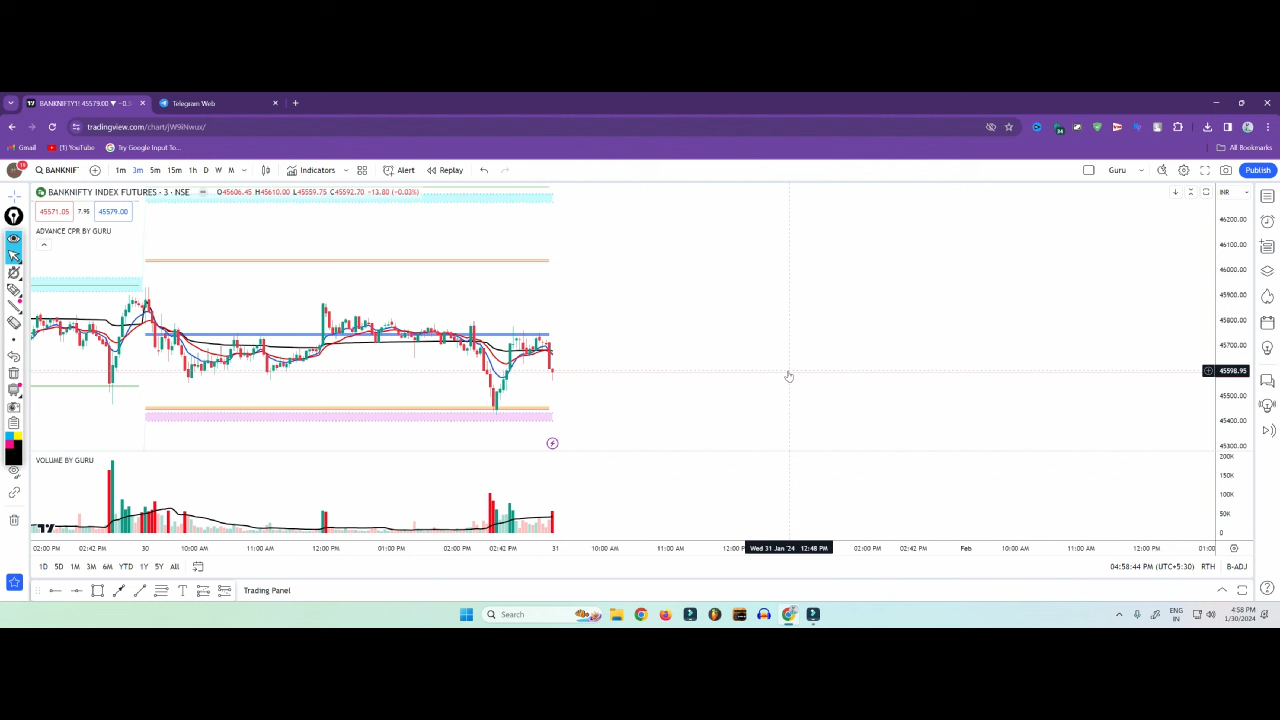 BANKNIFTY1! 45579.00 ▼ −0.3
Telegram Web
tradingview.com/chart/jW9iNwux/
Gmail
(1) YouTube
Try Google Input To...
All Bookmarks
BANKNIF
1m 3m 5m 15m 1h D W M
Indicators
Alert
Replay
Guru
Publish
BANKNIFTY INDEX FUTURES · 3 · NSE
O45606.45 H45610.00 L45559.75 C45592.70 −13.80 (−0.03%)
INR
45571.05 7.95 45579.00
ADVANCE CPR BY GURU
46200.00
46100.00
46000.00
45900.00
45800.00
45700.00
45598.95
45500.00
45400.00
45300.00
VOLUME BY GURU
200K
150K
100K
50K
0
02:00 PM 02:42 PM 30 10:00 AM 11:00 AM 12:00 PM 01:00 PM 02:00 PM 02:42 PM 31 10:00 AM 11:00 AM 12:00 P Wed 31 Jan '24 12:48 PM 02:00 PM 02:42 PM Feb 10:00 AM 11:00 AM 12:00 PM 01:00
1D 5D 1M 3M 6M YTD 1Y 5Y All
04:58:44 PM (UTC+5:30) RTH B-ADJ
Trading Panel
Search
ENG
IN
4:58 PM
1/30/2024